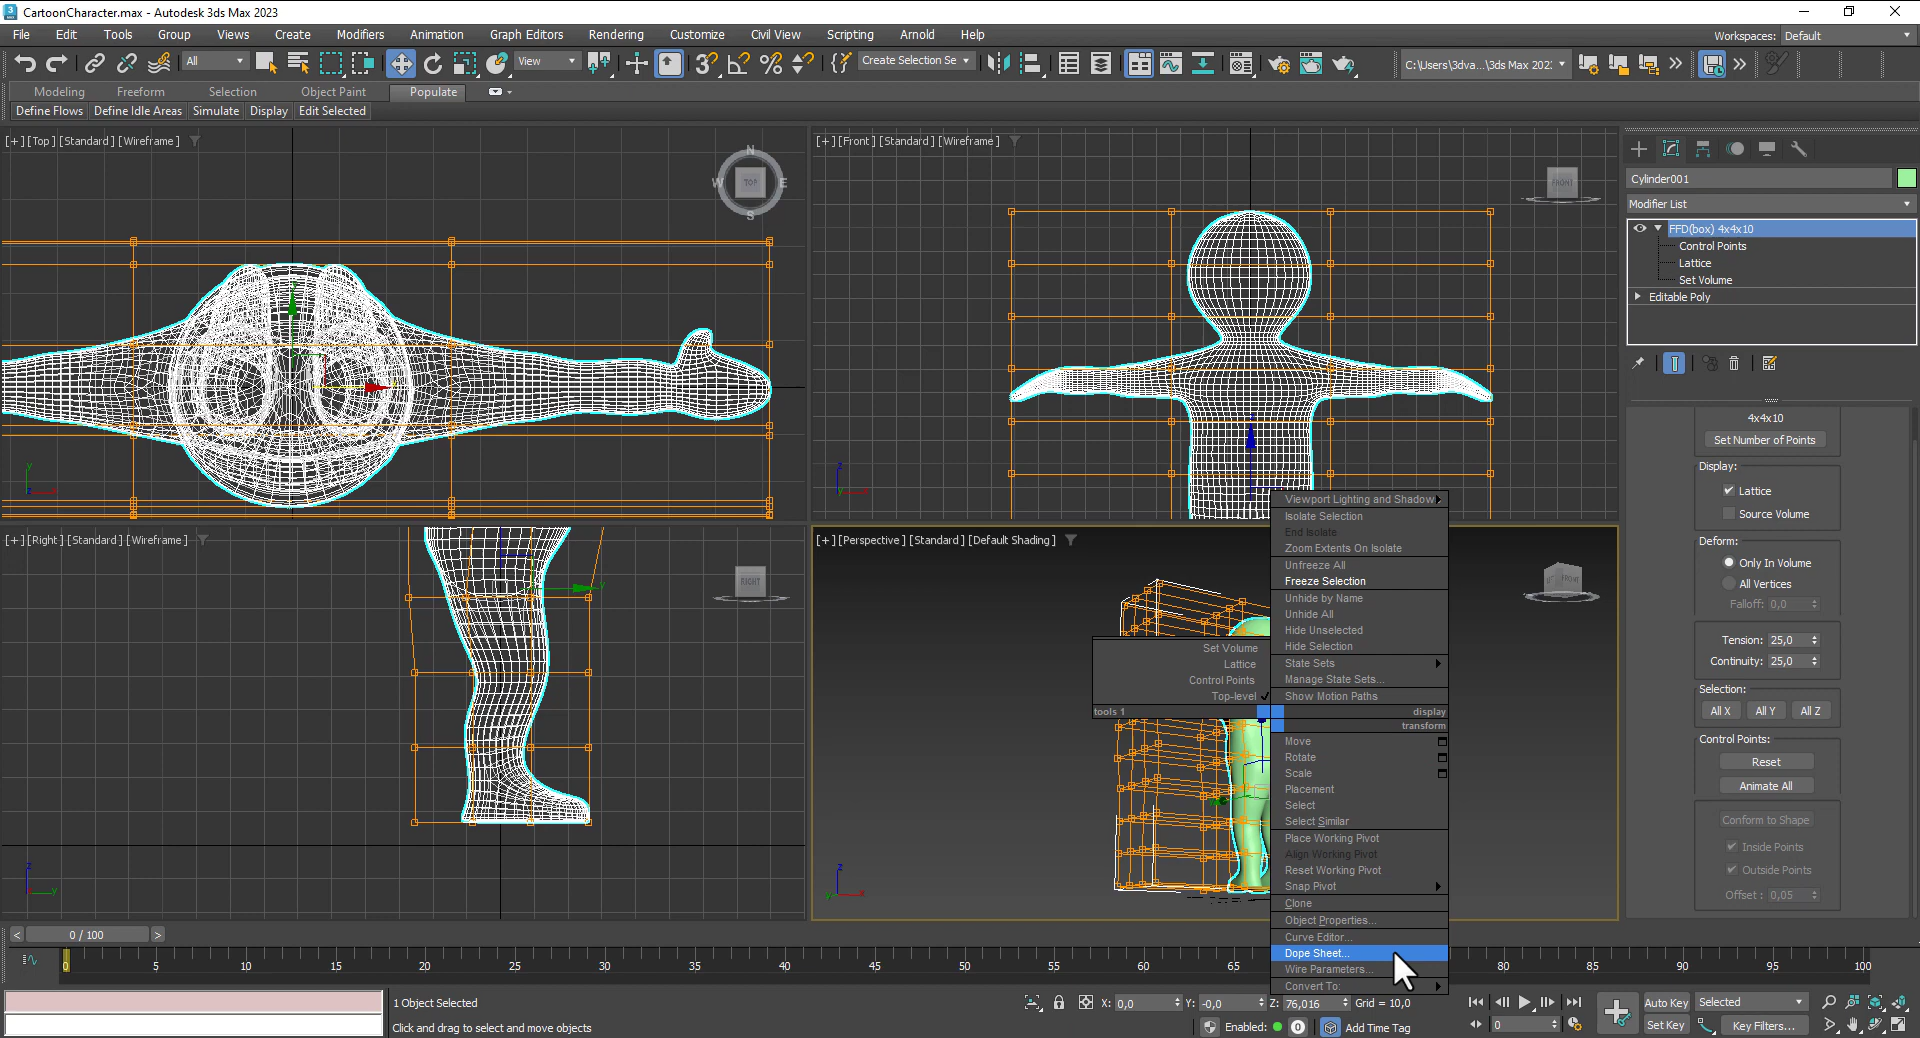 CartoonCharacter.max - Autodesk 3ds Max 2023
File Edit Tools Group Views Create Modifiers Animation Graph Editors Rendering Customize Civil View Scripting Arnold Help
Workspaces: Default
All View Create Selection Se C:\Users\3dva...\3ds Max 202:
Modeling Freeform Selection Object Paint Populate
Define Flows Define Idle Areas Simulate Display Edit Selected
[+] [Top] [Standard] [Wireframe]
N
W TOP E
S
[+] [Front] [Standard] [Wireframe]
FRONT
[+] [Right] [Standard] [Wireframe]
RIGHT
[+] [Perspective] [Standard] [Default Shading]
FRONT
Viewport Lighting and Shadow
Isolate Selection
End Isolate
Zoom Extents On Isolate
Unfreeze All
Freeze Selection
Unhide by Name
Unhide All
Hide Unselected
Hide Selection
State Sets
Manage State Sets...
Show Motion Paths
display
Set Volume
Lattice
Control Points
Top-level
tools 1
transform
Move
Rotate
Scale
Placement
Select
Select Similar
Place Working Pivot
Align Working Pivot
Reset Working Pivot
Snap Pivot
Clone
Object Properties...
Curve Editor...
Dope Sheet...
Wire Parameters...
Convert To:
Cylinder001
Modifier List
FFD(box) 4x4x10
Control Points
Lattice
Set Volume
Editable Poly
4x4x10
Set Number of Points
Display:
Lattice
Source Volume
Deform:
Only In Volume
All Vertices
Falloff: 0,0
Tension: 25,0
Continuity: 25,0
Selection:
All X All Y All Z
Control Points:
Reset
Animate All
Conform to Shape
Inside Points
Outside Points
Offset : 0,05
< 0 / 100 >
0 5 10 15 20 25 30 35 40 45 50 55 60 65 80 85 90 95 100
1 Object Selected
Click and drag to select and move objects
X: 0,0 Y: -0,0 Z: 76,016 Grid = 10,0
Enabled: 0 Add Time Tag
0
Auto Key Selected
Set Key Key Filters...